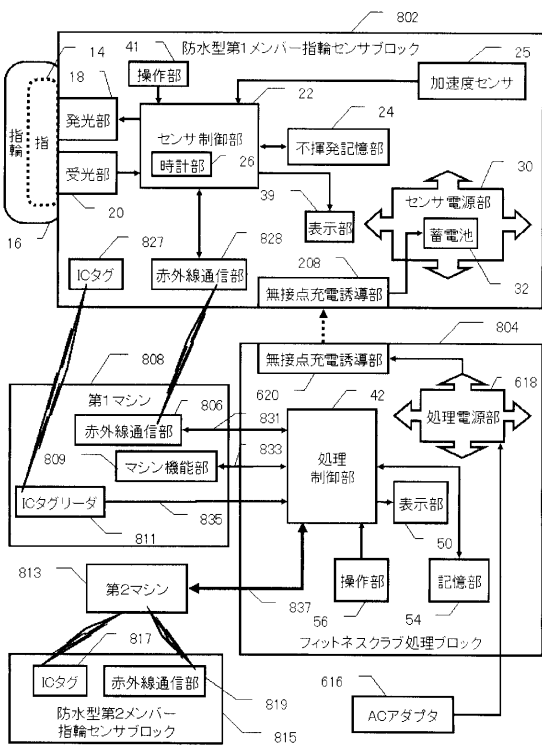 802
防水型第1メンバー指輪センサブロック
14
41
25
18
操作部
22
加速度センサ
発光部
24
指輪
指
センサ制御部
不揮発記憶部
時計部
26
30
受光部
センサ電源部
39
20
表示部
蓄電池
16
827
828
208
32
ICタグ
赤外線通信部
無接点充電誘導部
804
808
無接点充電誘導部
第1マシン
806
620
42
618
831
処理電源部
赤外線通信部
809
833
処理制御部
マシン機能部
ICタグリーダ
835
表示部
811
50
813
第2マシン
操作部
記憶部
837
56
54
817
フィットネスクラブ処理ブロック
ICタグ
赤外線通信部
819
616
防水型第2メンバー
指輪センサブロック
815
ACアダプタ